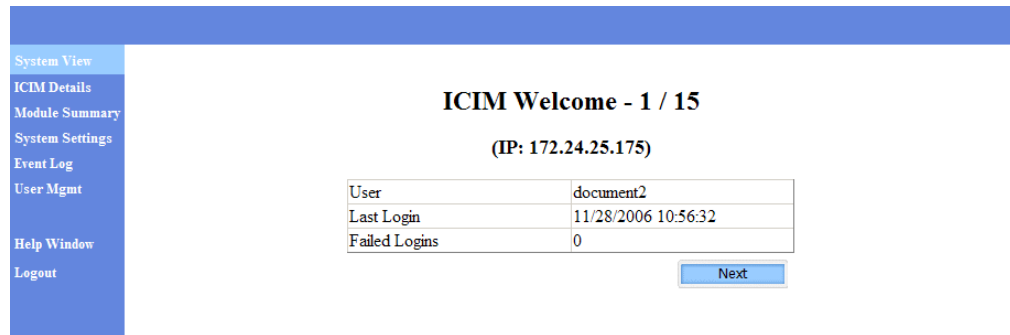 System View
ICIM Details
Module Summary
System Settings
Event Log
User Mgmt
Help Window
Logout
ICIM Welcome - 1 / 15
(IP: 172.24.25.175)
User document2
Last Login 11/28/2006 10:56:32
Failed Logins 0
Next